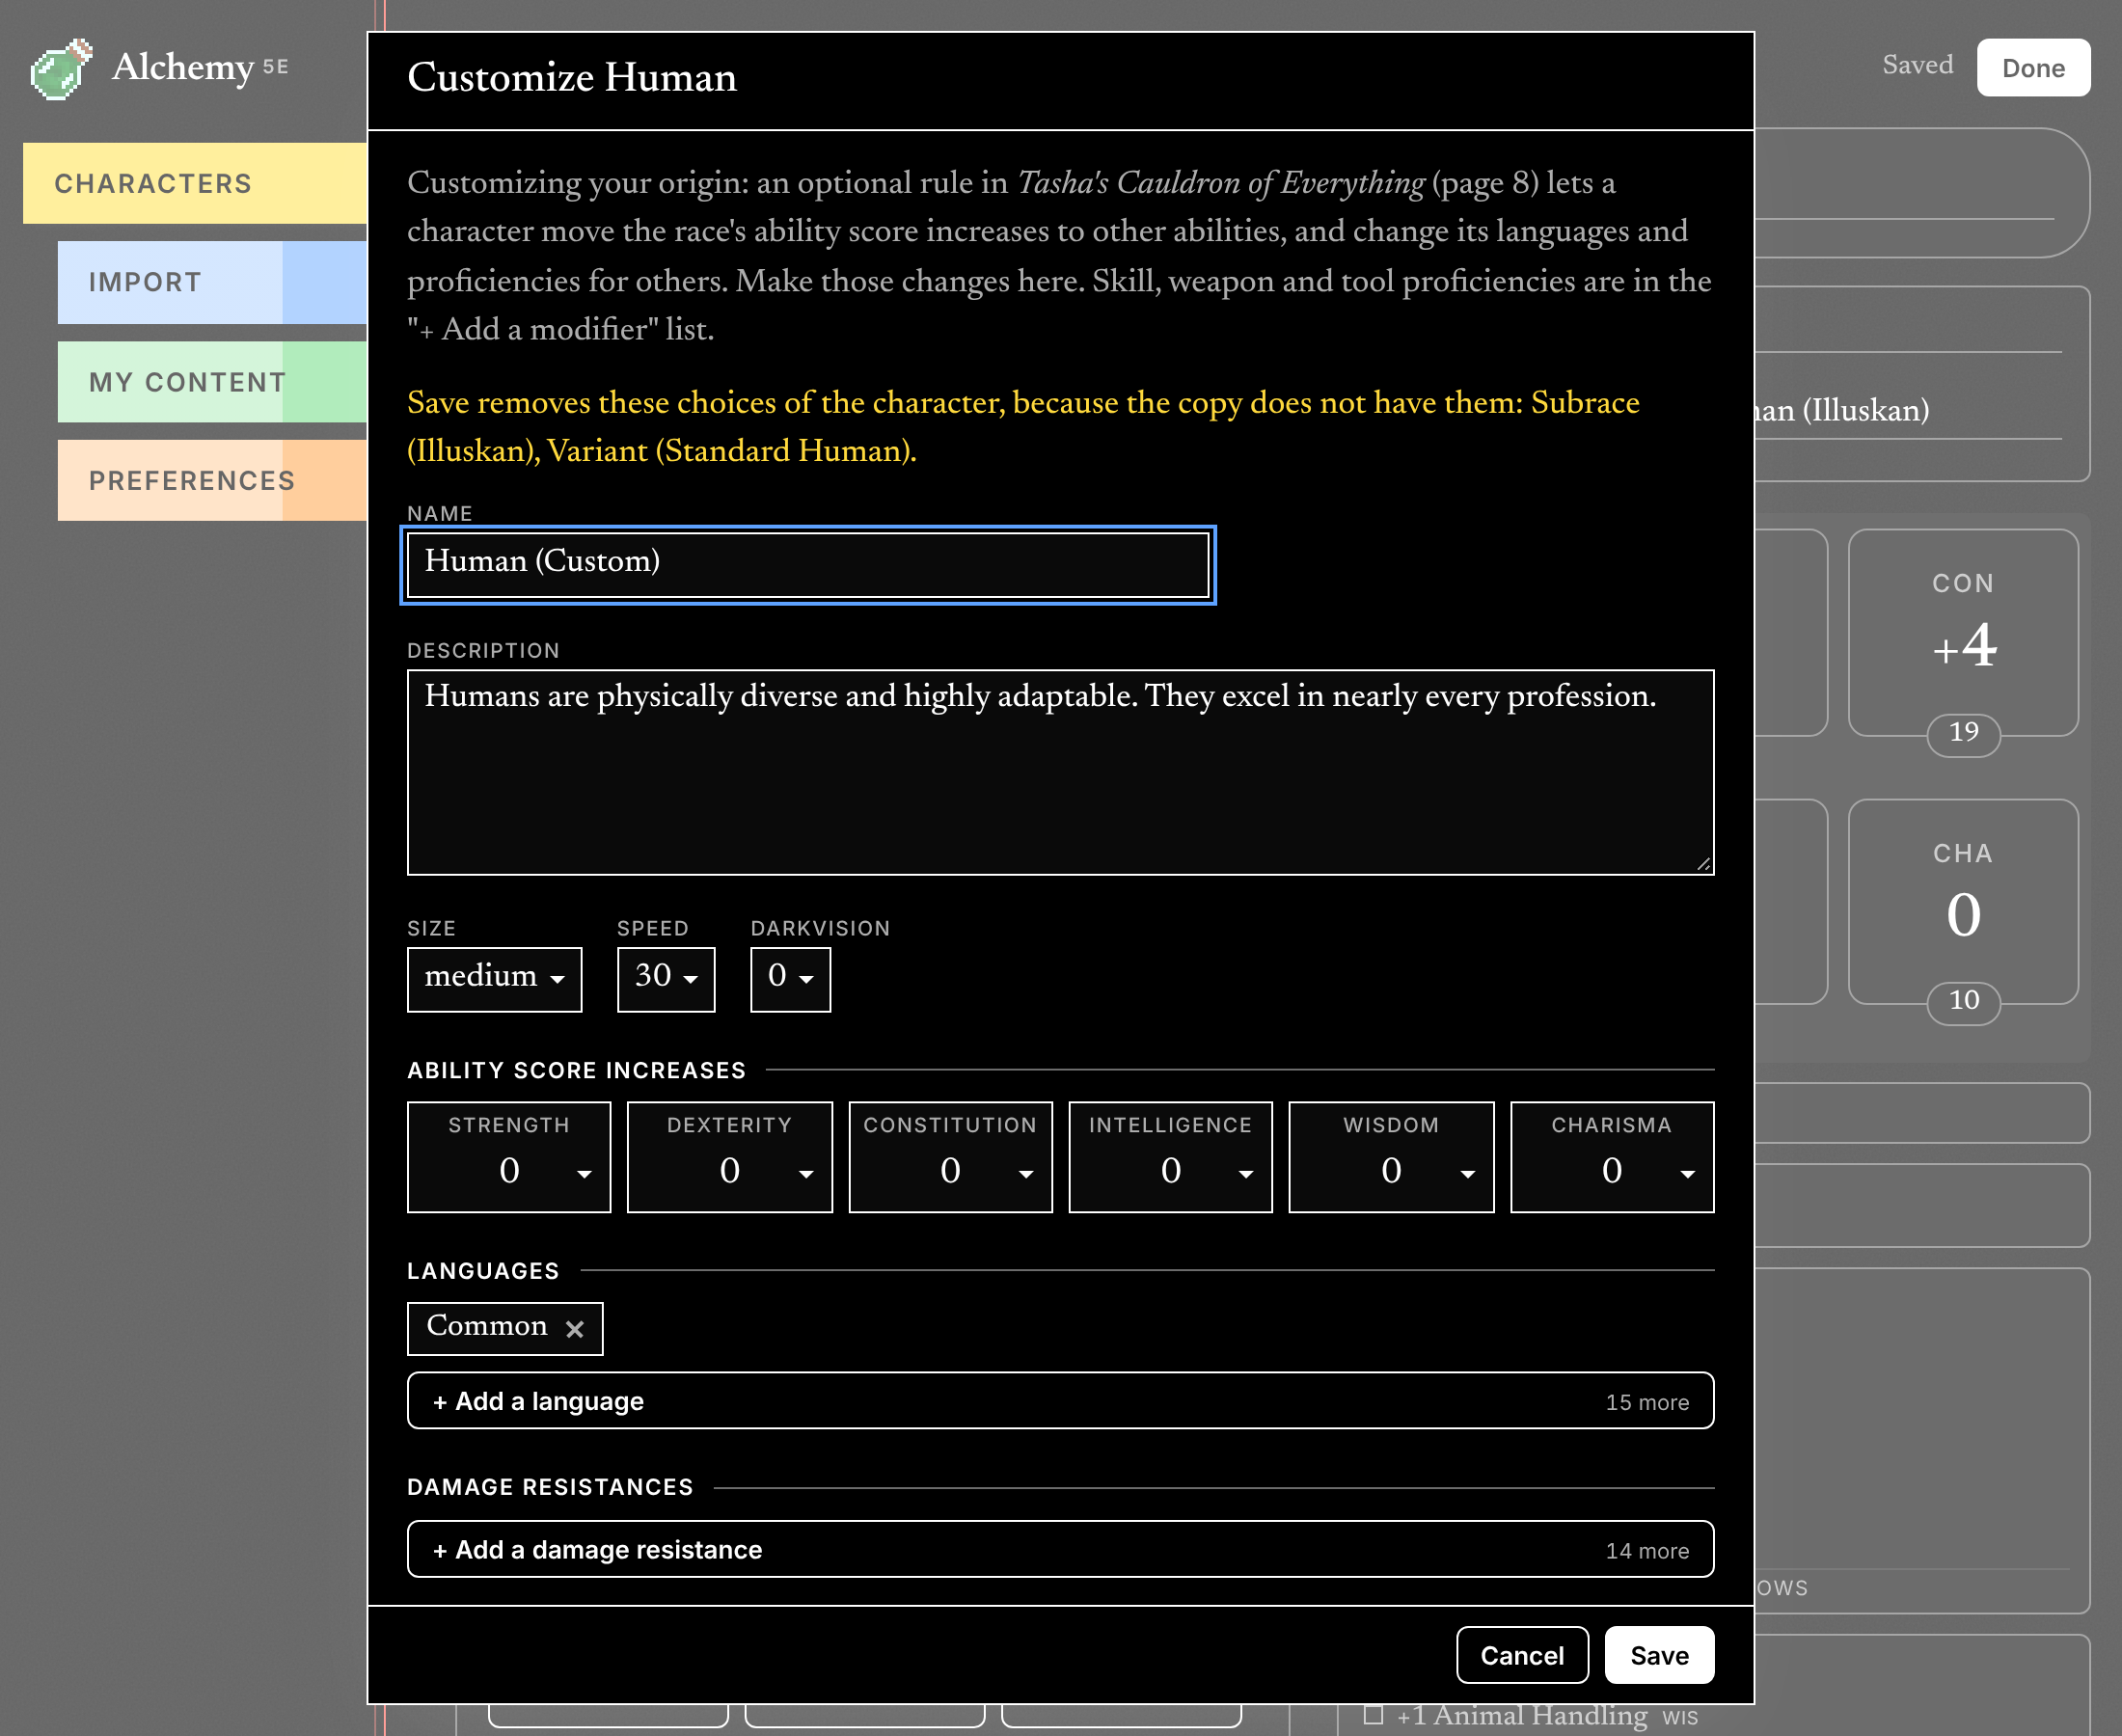 Alchemy 5E
Saved
Done
CHARACTERS
IMPORT
MY CONTENT
PREFERENCES
Customize Human
Customizing your origin: an optional rule in Tasha's Cauldron of Everything (page 8) lets a
character move the race's ability score increases to other abilities, and change its languages and
proficiencies for others. Make those changes here. Skill, weapon and tool proficiencies are in the
"+ Add a modifier" list.
Save removes these choices of the character, because the copy does not have them: Subrace
(Illuskan), Variant (Standard Human).
NAME
Human (Custom)
DESCRIPTION
Humans are physically diverse and highly adaptable. They excel in nearly every profession.
SIZE SPEED DARKVISION
medium 30 0
ABILITY SCORE INCREASES
STRENGTH DEXTERITY CONSTITUTION INTELLIGENCE WISDOM CHARISMA
0 0 0 0 0 0
LANGUAGES
Common ×
+ Add a language 15 more
DAMAGE RESISTANCES
+ Add a damage resistance 14 more
Cancel Save
(Illuskan)
CON
+4
19
CHA
0
10
+1 Animal Handling WIS